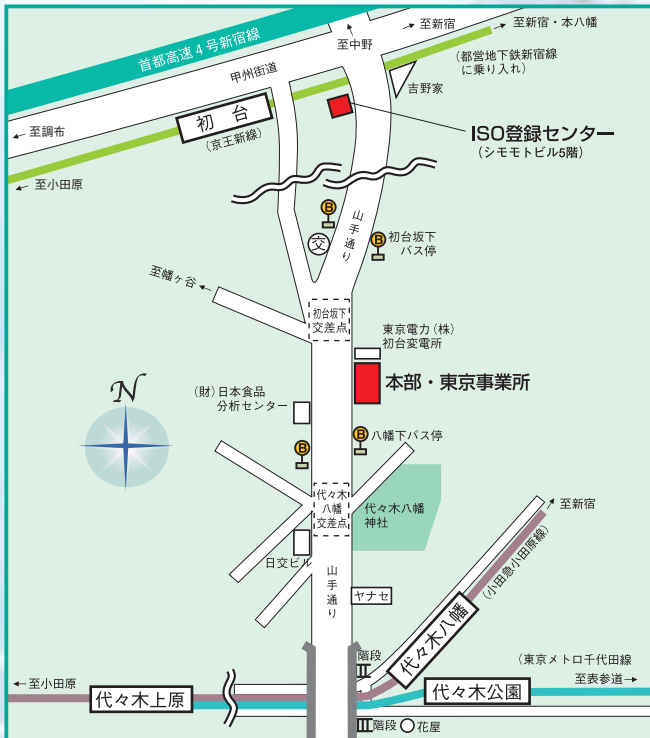 首都高速4号新宿線
至中野
至新宿
至新宿・本八幡
(都営地下鉄新宿線
に乗り入れ)
甲州街道
吉野家
初 台
(京王新線)
至調布
ISO登録センター
(シモモトビル5階)
至小田原
B
交
山手通り
B
初台坂下
バス停
至幡ヶ谷
初台坂下
交差点
東京電力(株)
初台変電所
本部・東京事業所
N
(財)日本食品
分析センター
B
B
八幡下バス停
代々木
八幡
交差点
代々木八幡
神社
至新宿
日交ビル
山手通り
ヤナセ
(小田急小田原線)
代々木八幡
階段
(東京メトロ千代田線
至表参道
至小田原
代々木上原
代々木公園
階段
花屋